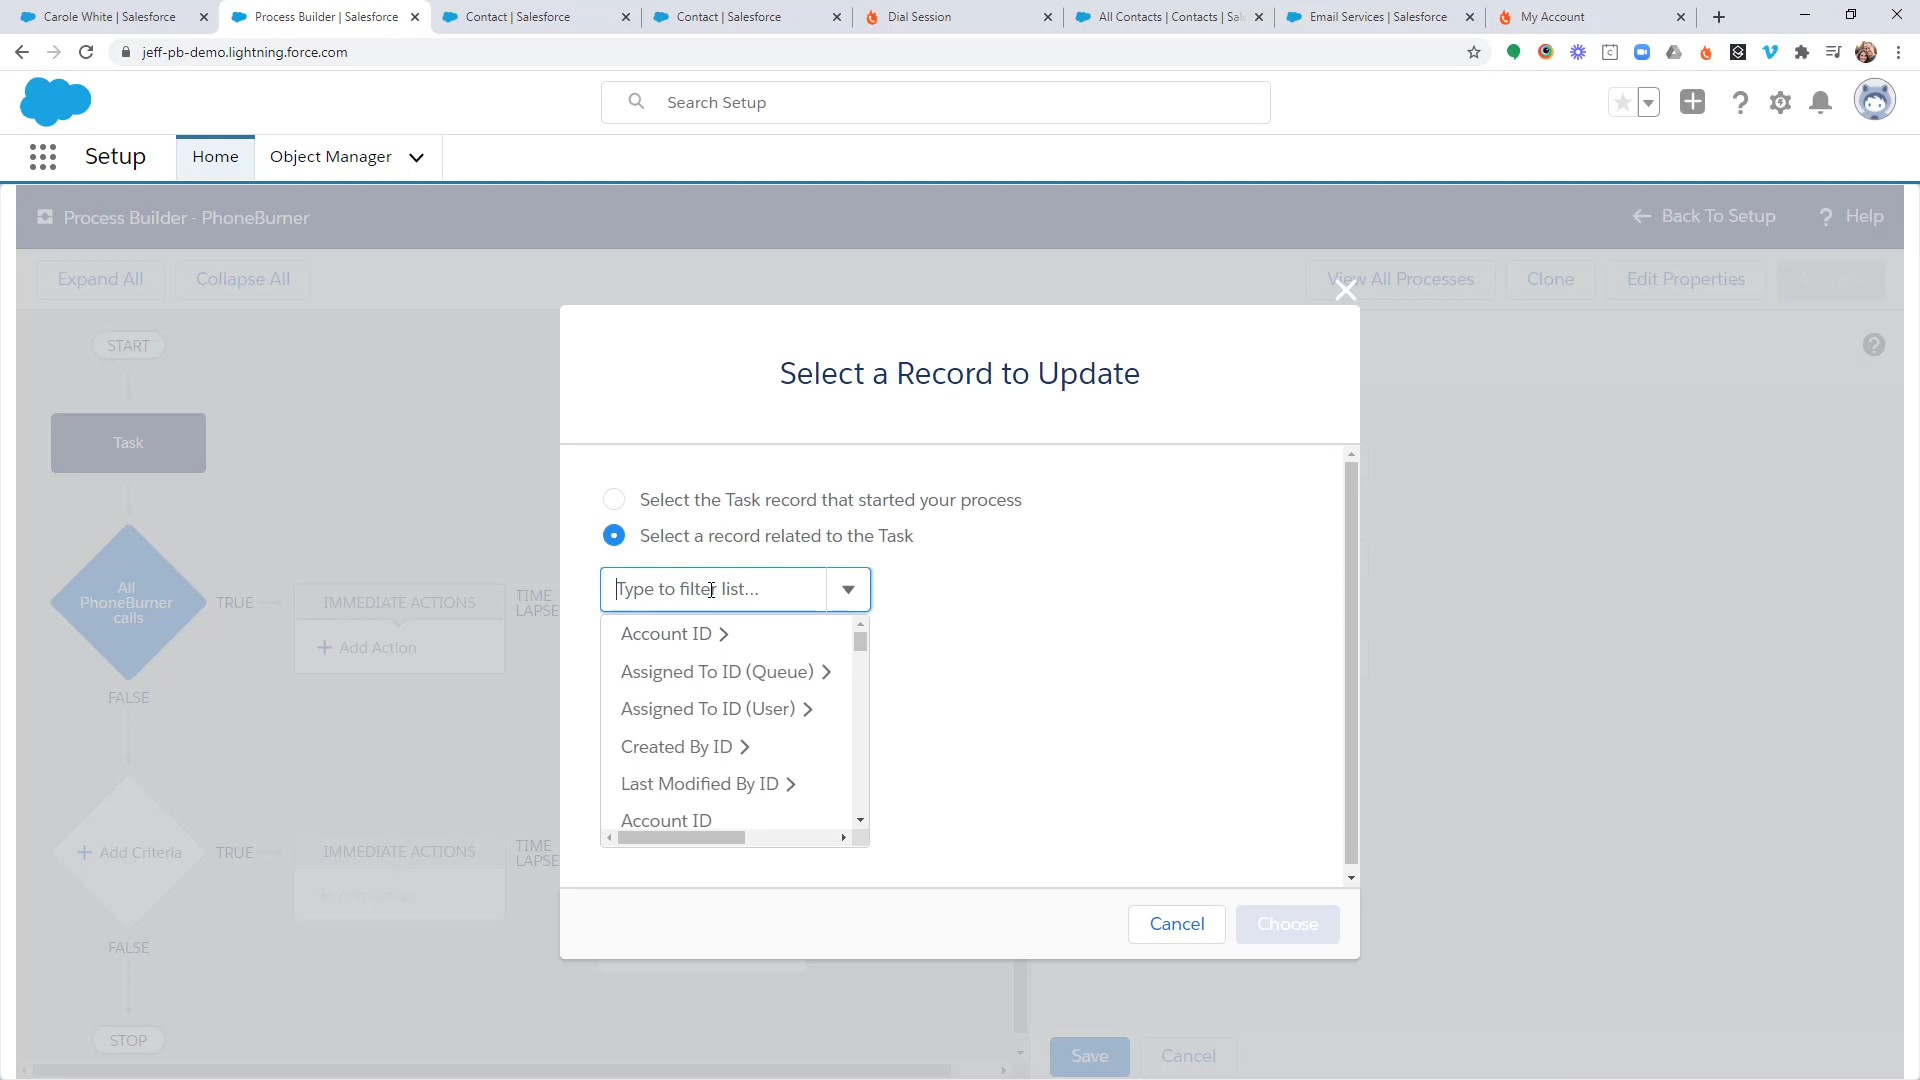 Carole White | Salesforce
Process Builder | Salesforce
Contact | Salesforce
Contact | Salesforce
Dial Session
All Contacts | Contacts | Sal
Email Services | Salesforce
My Account
jeff-pb-demo.lightning.force.com
Search Setup
Setup
Home
Object Manager
Process Builder - PhoneBurner
Back To Setup
Help
Expand All
Collapse All
View All Processes
Clone
Edit Properties
START
Task
All
PhoneBurner
calls
TRUE
IMMEDIATE ACTIONS
TIME
LAPSE
Add Action
FALSE
Add Criteria
TRUE
IMMEDIATE ACTIONS
TIME
LAPSE
FALSE
STOP
Select a Record to Update
Select the Task record that started your process
Select a record related to the Task
Type to filter list...
Account ID
Assigned To ID (Queue)
Assigned To ID (User)
Created By ID
Last Modified By ID
Account ID
Cancel
Choose
Save
Cancel